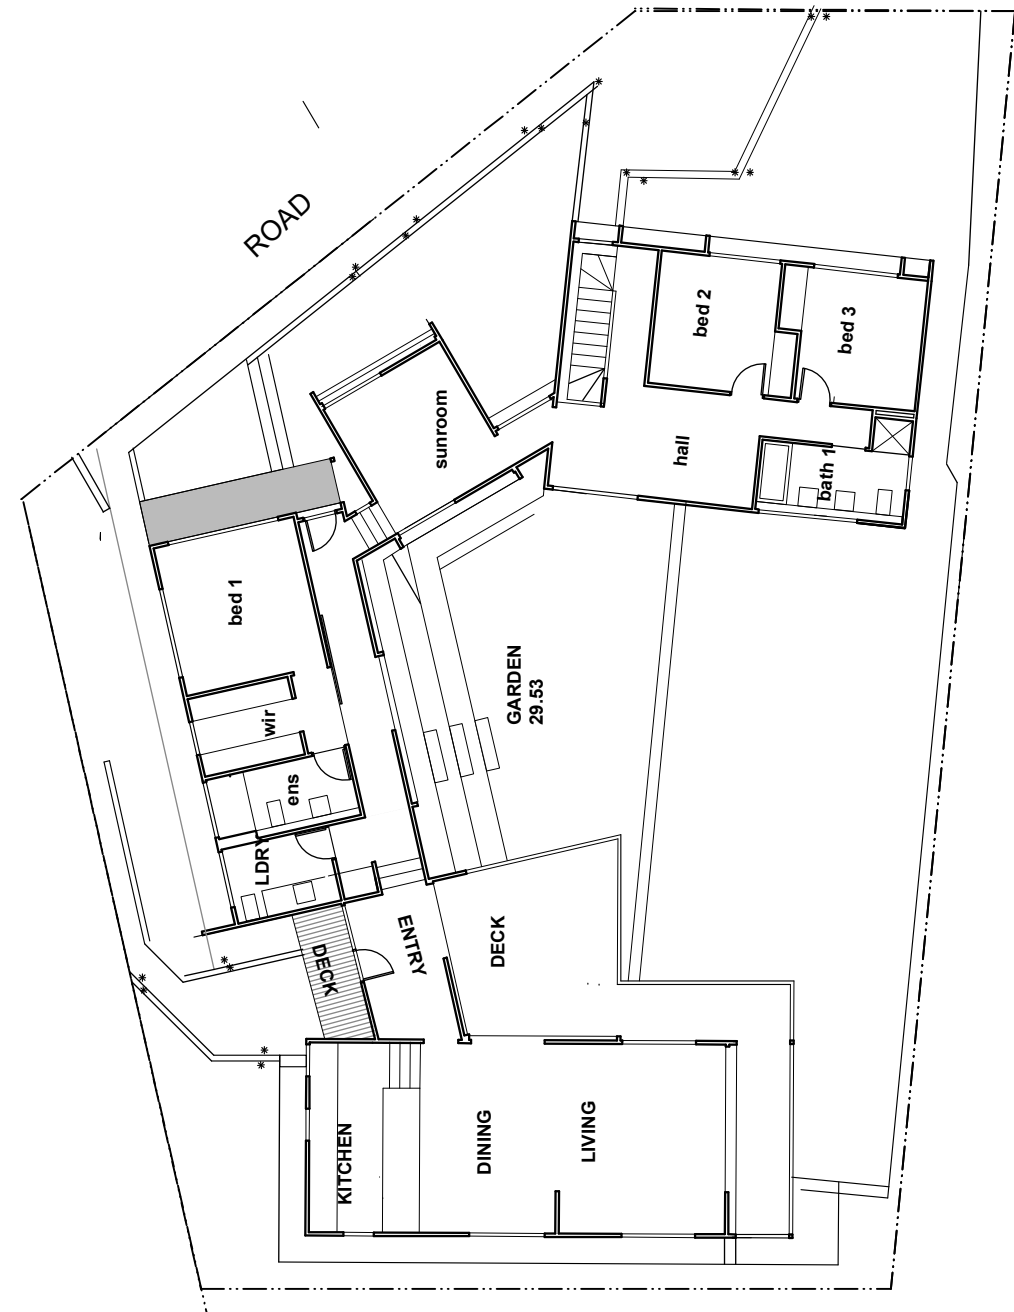 ROAD
bed 2
bed 3
sunroom
hall
bath 1
bed 1
wir
ens
LDRY
GARDEN
29.53
DECK
ENTRY
DECK
KITCHEN
DINING
LIVING